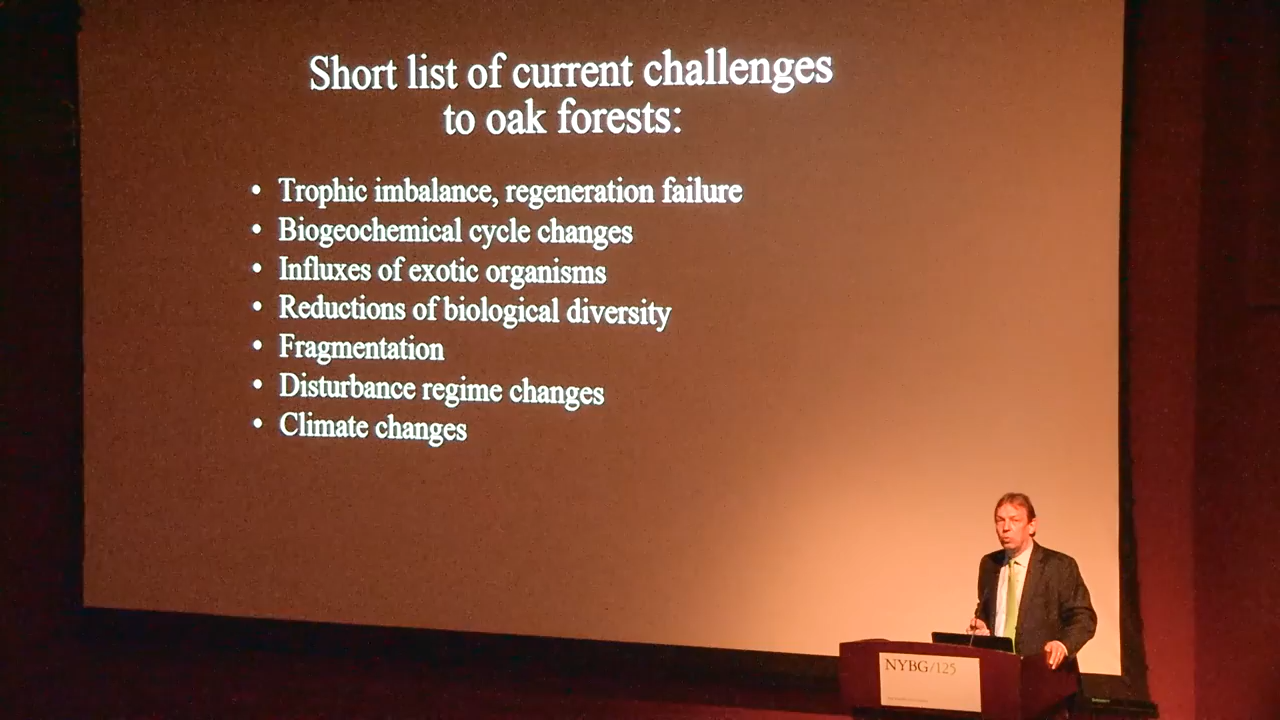 Short list of current challenges
to oak forests:
• Trophic imbalance, regeneration failure
• Biogeochemical cycle changes
• Influxes of exotic organisms
• Reductions of biological diversity
• Fragmentation
• Disturbance regime changes
• Climate changes
NYBG/125